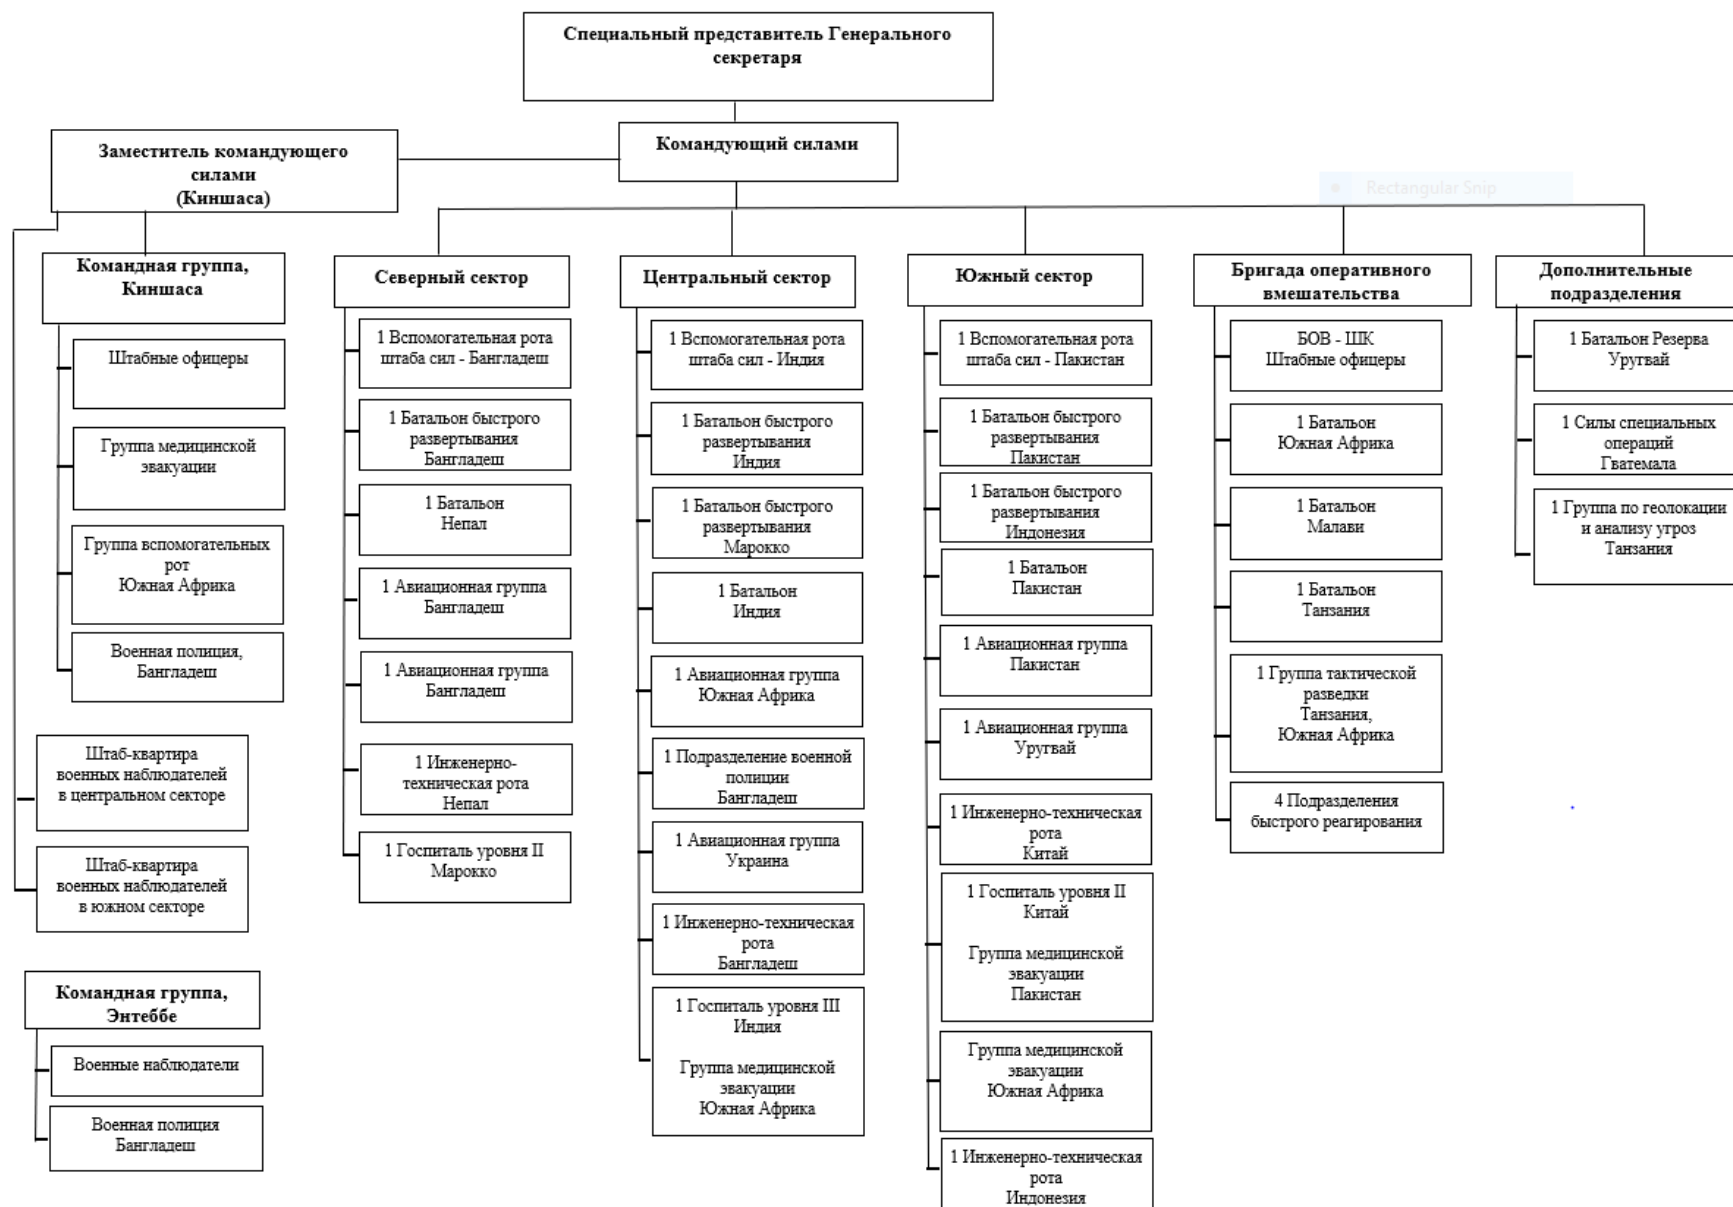 Специальный представитель Генерального
секретаря
Командующий силами
Заместитель командующего
силами
(Киншаса)
Rectangular Snip
Командная группа,
Киншаса
Штабные офицеры
Группа медицинской
эвакуации
Группа вспомогательных
рот
Южная Африка
Военная полиция,
Бангладеш
Штаб-квартира
военных наблюдателей
в центральном секторе
Штаб-квартира
военных наблюдателей
в южном секторе
Командная группа,
Энтеббе
Военные наблюдатели
Военная полиция
Бангладеш
Северный сектор
1 Вспомогательная рота
штаба сил - Бангладеш
1 Батальон быстрого
развертывания
Бангладеш
1 Батальон
Непал
1 Авиационная группа
Бангладеш
1 Авиационная группа
Бангладеш
1 Инженерно-
техническая рота
Непал
1 Госпиталь уровня II
Марокко
Центральный сектор
1 Вспомогательная рота
штаба сил - Индия
1 Батальон быстрого
развертывания
Индия
1 Батальон быстрого
развертывания
Марокко
1 Батальон
Индия
1 Авиационная группа
Южная Африка
1 Подразделение военной
полиции
Бангладеш
1 Авиационная группа
Украина
1 Инженерно-техническая
рота
Бангладеш
1 Госпиталь уровня III
Индия
Группа медицинской
эвакуации
Южная Африка
Южный сектор
1 Вспомогательная рота
штаба сил - Пакистан
1 Батальон быстрого
развертывания
Пакистан
1 Батальон быстрого
развертывания
Индонезия
1 Батальон
Пакистан
1 Авиационная группа
Пакистан
1 Авиационная группа
Уругвай
1 Инженерно-техническая
рота
Китай
1 Госпиталь уровня II
Китай
Группа медицинской
эвакуации
Пакистан
Группа медицинской
эвакуации
Южная Африка
1 Инженерно-техническая
рота
Индонезия
Бригада оперативного
вмешательства
БОВ - ШК
Штабные офицеры
1 Батальон
Южная Африка
1 Батальон
Малави
1 Батальон
Танзания
1 Группа тактической
разведки
Танзания,
Южная Африка
4 Подразделения
быстрого реагирования
Дополнительные
подразделения
1 Батальон Резерва
Уругвай
1 Силы специальных
операций
Гватемала
1 Группа по геолокации
и анализу угроз
Танзания